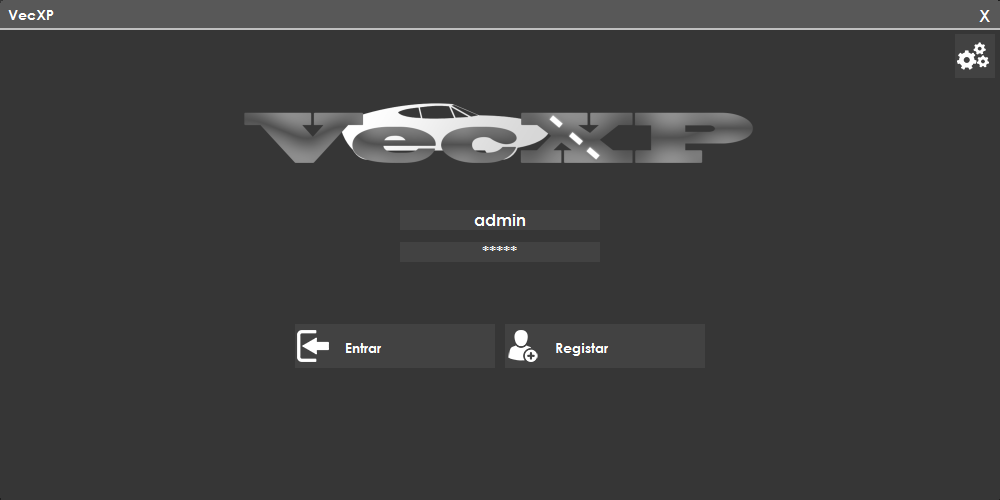 VecXP
X
VecXP
admin
*****
Entrar
Registar